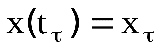 x(t_τ) = x_τ